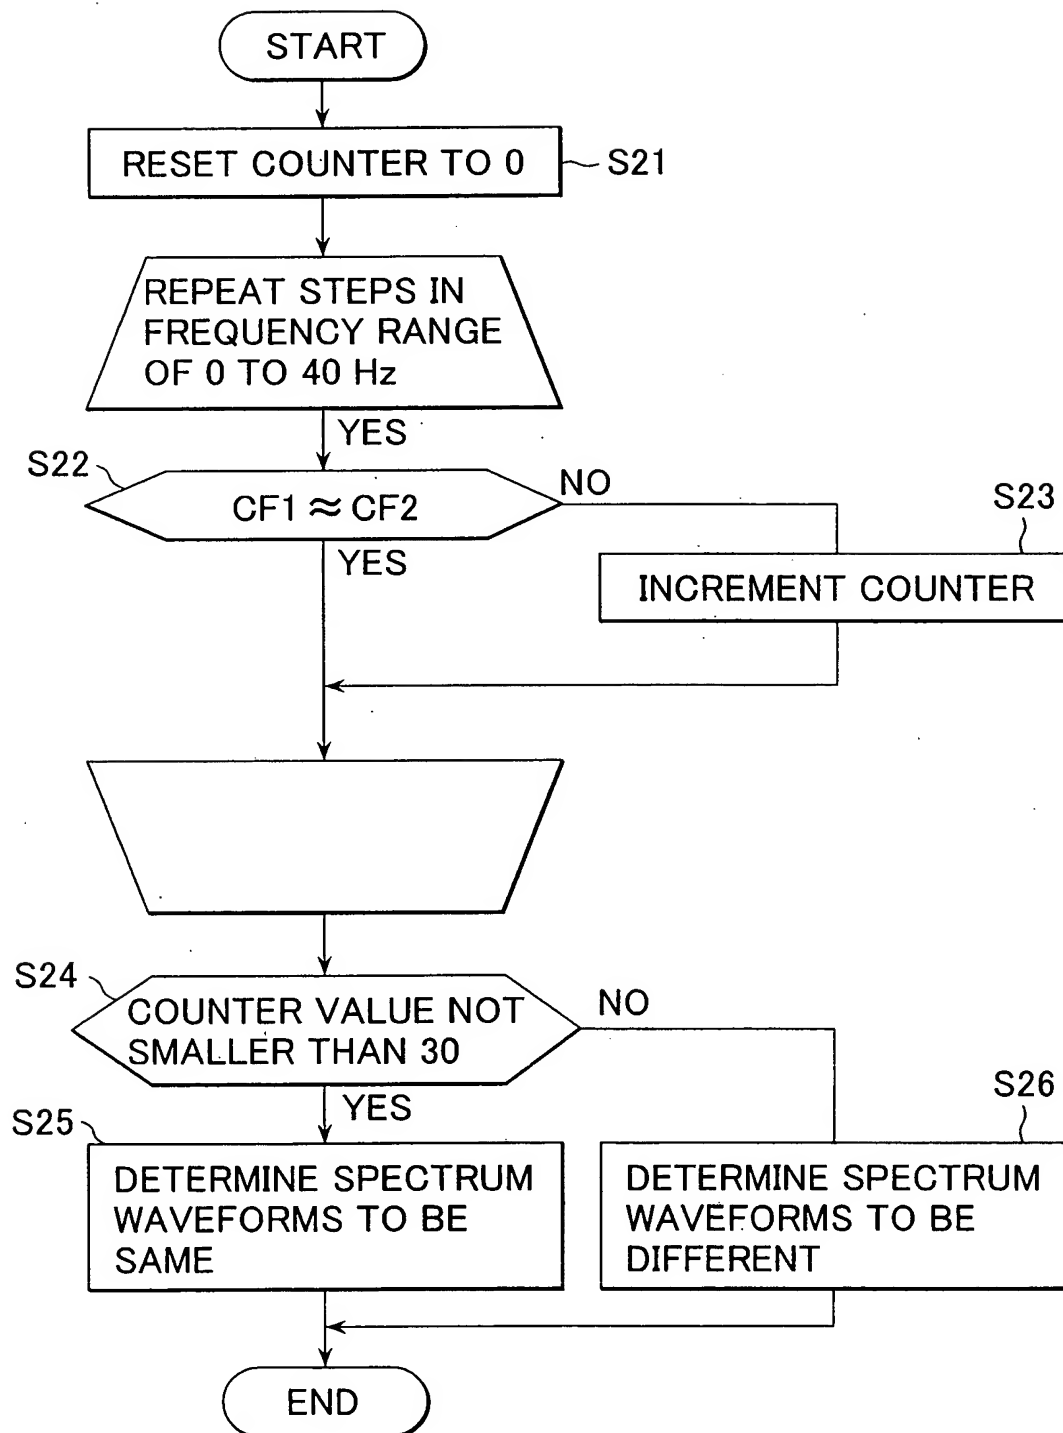 START
RESET COUNTER TO 0
S21
REPEAT STEPS IN
FREQUENCY RANGE
OF 0 TO 40 Hz
YES
S22
CF1 ≈ CF2
NO
YES
S23
INCREMENT COUNTER
S24
COUNTER VALUE NOT
SMALLER THAN 30
NO
YES
S25
DETERMINE SPECTRUM
WAVEFORMS TO BE
SAME
S26
DETERMINE SPECTRUM
WAVEFORMS TO BE
DIFFERENT
END